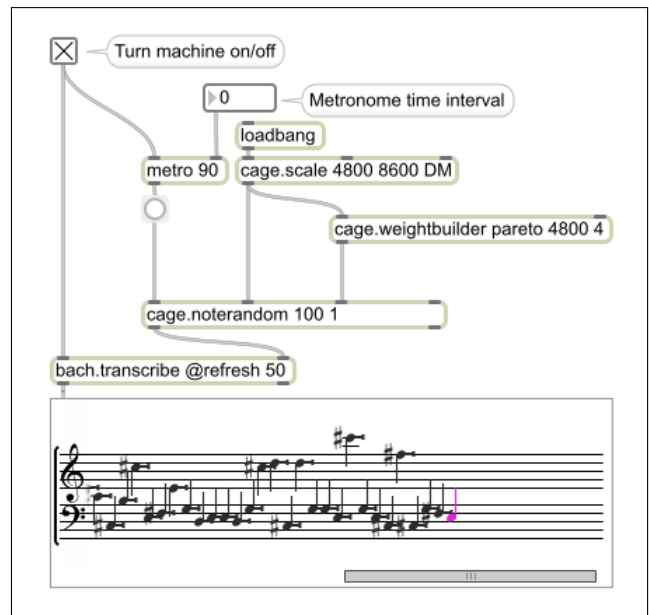 Turn machine on/off
0
Metronome time interval
loadbang
metro 90
cage.scale 4800 8600 DM
cage.weightbuilder pareto 4800 4
cage.noterandom 100 1
bach.transcribe @refresh 50